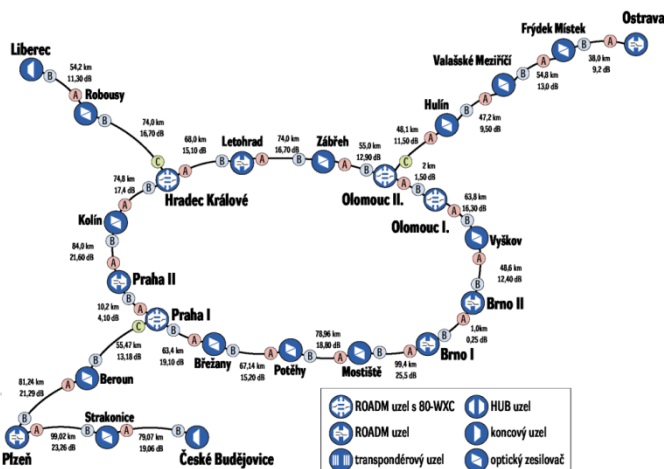 Ostrava
Frýdek Místek
B
A
38,0 km
9,2 dB
Valašské Meziříčí
B
A
54,8 km
13,0 dB
Liberec
B
54,2 km
11,30 dB
A
Robousy
B
Hulín
B
A
47,2 km
9,50 dB
74,0 km
16,70 dB
C
68,0 km
15,10 dB
Letohrad
A
B
74,0 km
16,70 dB
A
B
Zábřeh
55,0 km
12,90 dB
A
B
48,1 km
11,50 dB
A
C
2 km
1,50 dB
A
B
Hradec Králové
Olomouc II.
Olomouc I.
74,8 km
17,4 dB
B
A
Kolín
63,8 km
16,30 dB
A
B
Vyškov
B
84,0 km
21,60 dB
A
A
48,6 km
12,40 dB
B
Praha II
B
10,2 km
4,10 dB
A
Praha I
C
B
Brno II
A
1,0km
0,25 dB
B
Brno I
55,47 km
13,18 dB
B
63,4 km
19,10 dB
A
Břežany
B
67,14 km
15,20 dB
A
Potěhy
B
78,96 km
18,80 dB
A
Mostiště
B
99,4 km
25,5 dB
A
A
Beroun
81,24 km
21,29 dB
B
Plzeň
A
99,02 km
23,26 dB
B
Strakonice
A
79,07 km
19,06 dB
B
České Budějovice
ROADM uzel s 80-WXC
HUB uzel
ROADM uzel
koncový uzel
transpondérový uzel
optický zesilovač